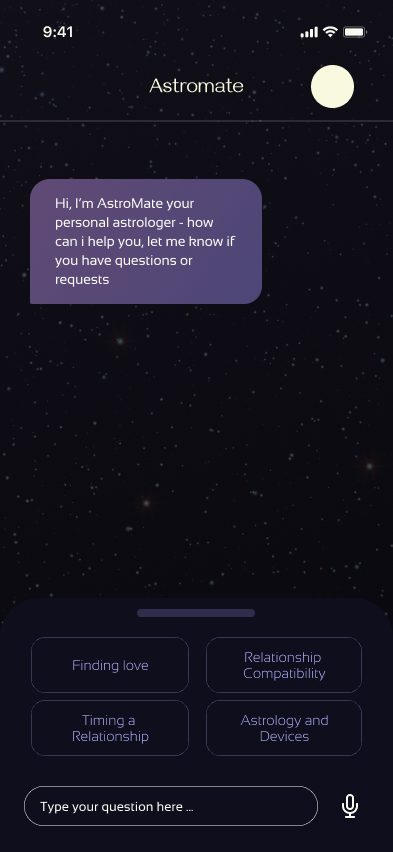 9:41
Astromate
Hi, I'm AstroMate your
personal astrologer - how
can i help you, let me know if
you have questions or
requests
Finding love
Relationship
Compatibility
Timing a
Relationship
Astrology and
Devices
Type your question here ...